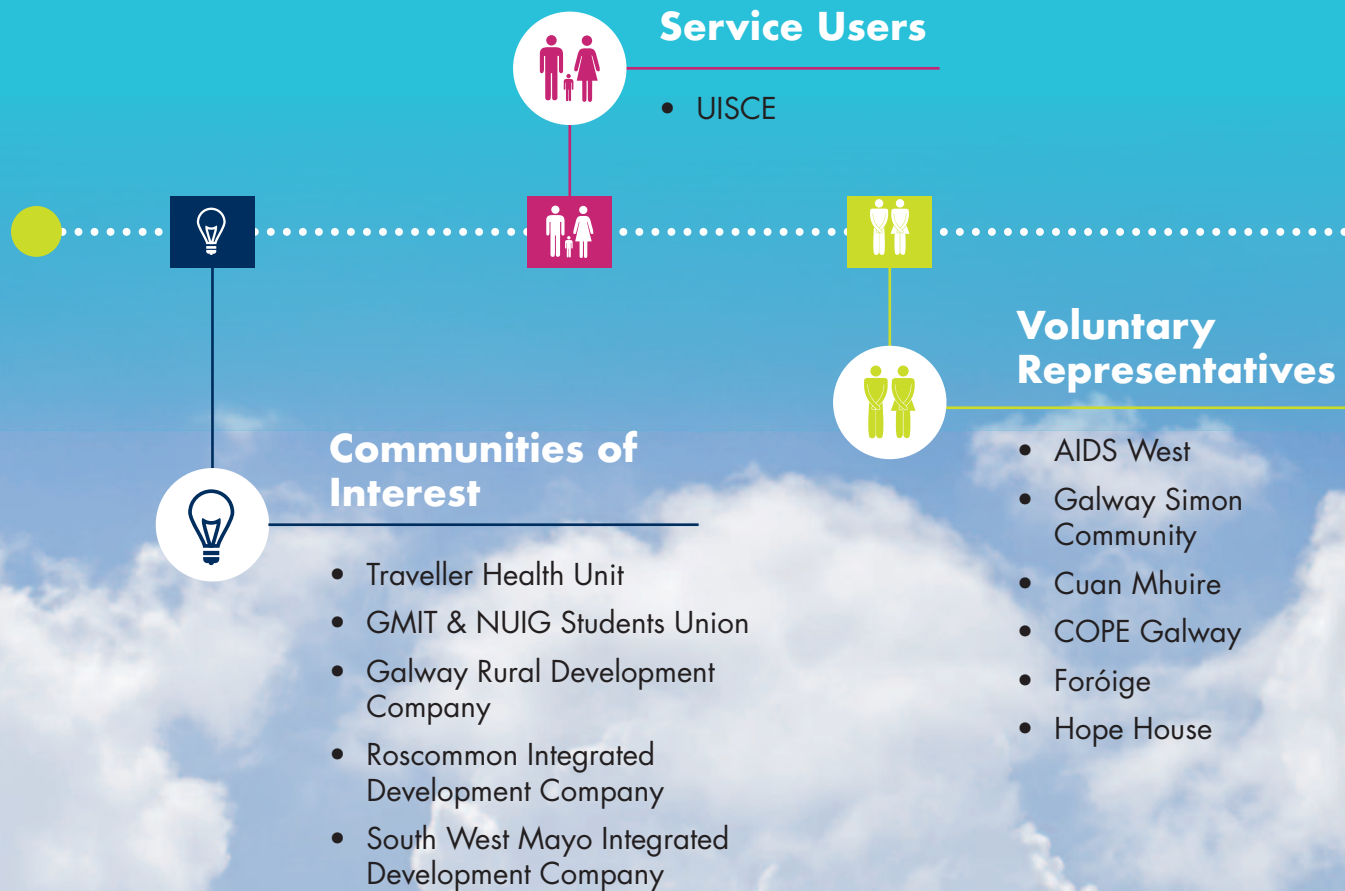 Service Users
• UISCE
Voluntary
Representatives
• AIDS West
• Galway Simon
Community
• Cuan Mhuire
• COPE Galway
• Foróige
• Hope House
Communities of
Interest
• Traveller Health Unit
• GMIT & NUIG Students Union
• Galway Rural Development
Company
• Roscommon Integrated
Development Company
• South West Mayo Integrated
Development Company